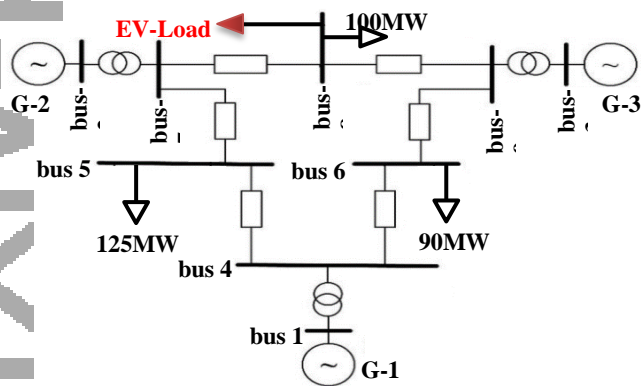 EV-Load
100MW
~
~
G-2
bus-
bus-
bus-
bus-
bus-
G-3
bus 5
bus 6
125MW
90MW
bus 4
bus 1
~
G-1